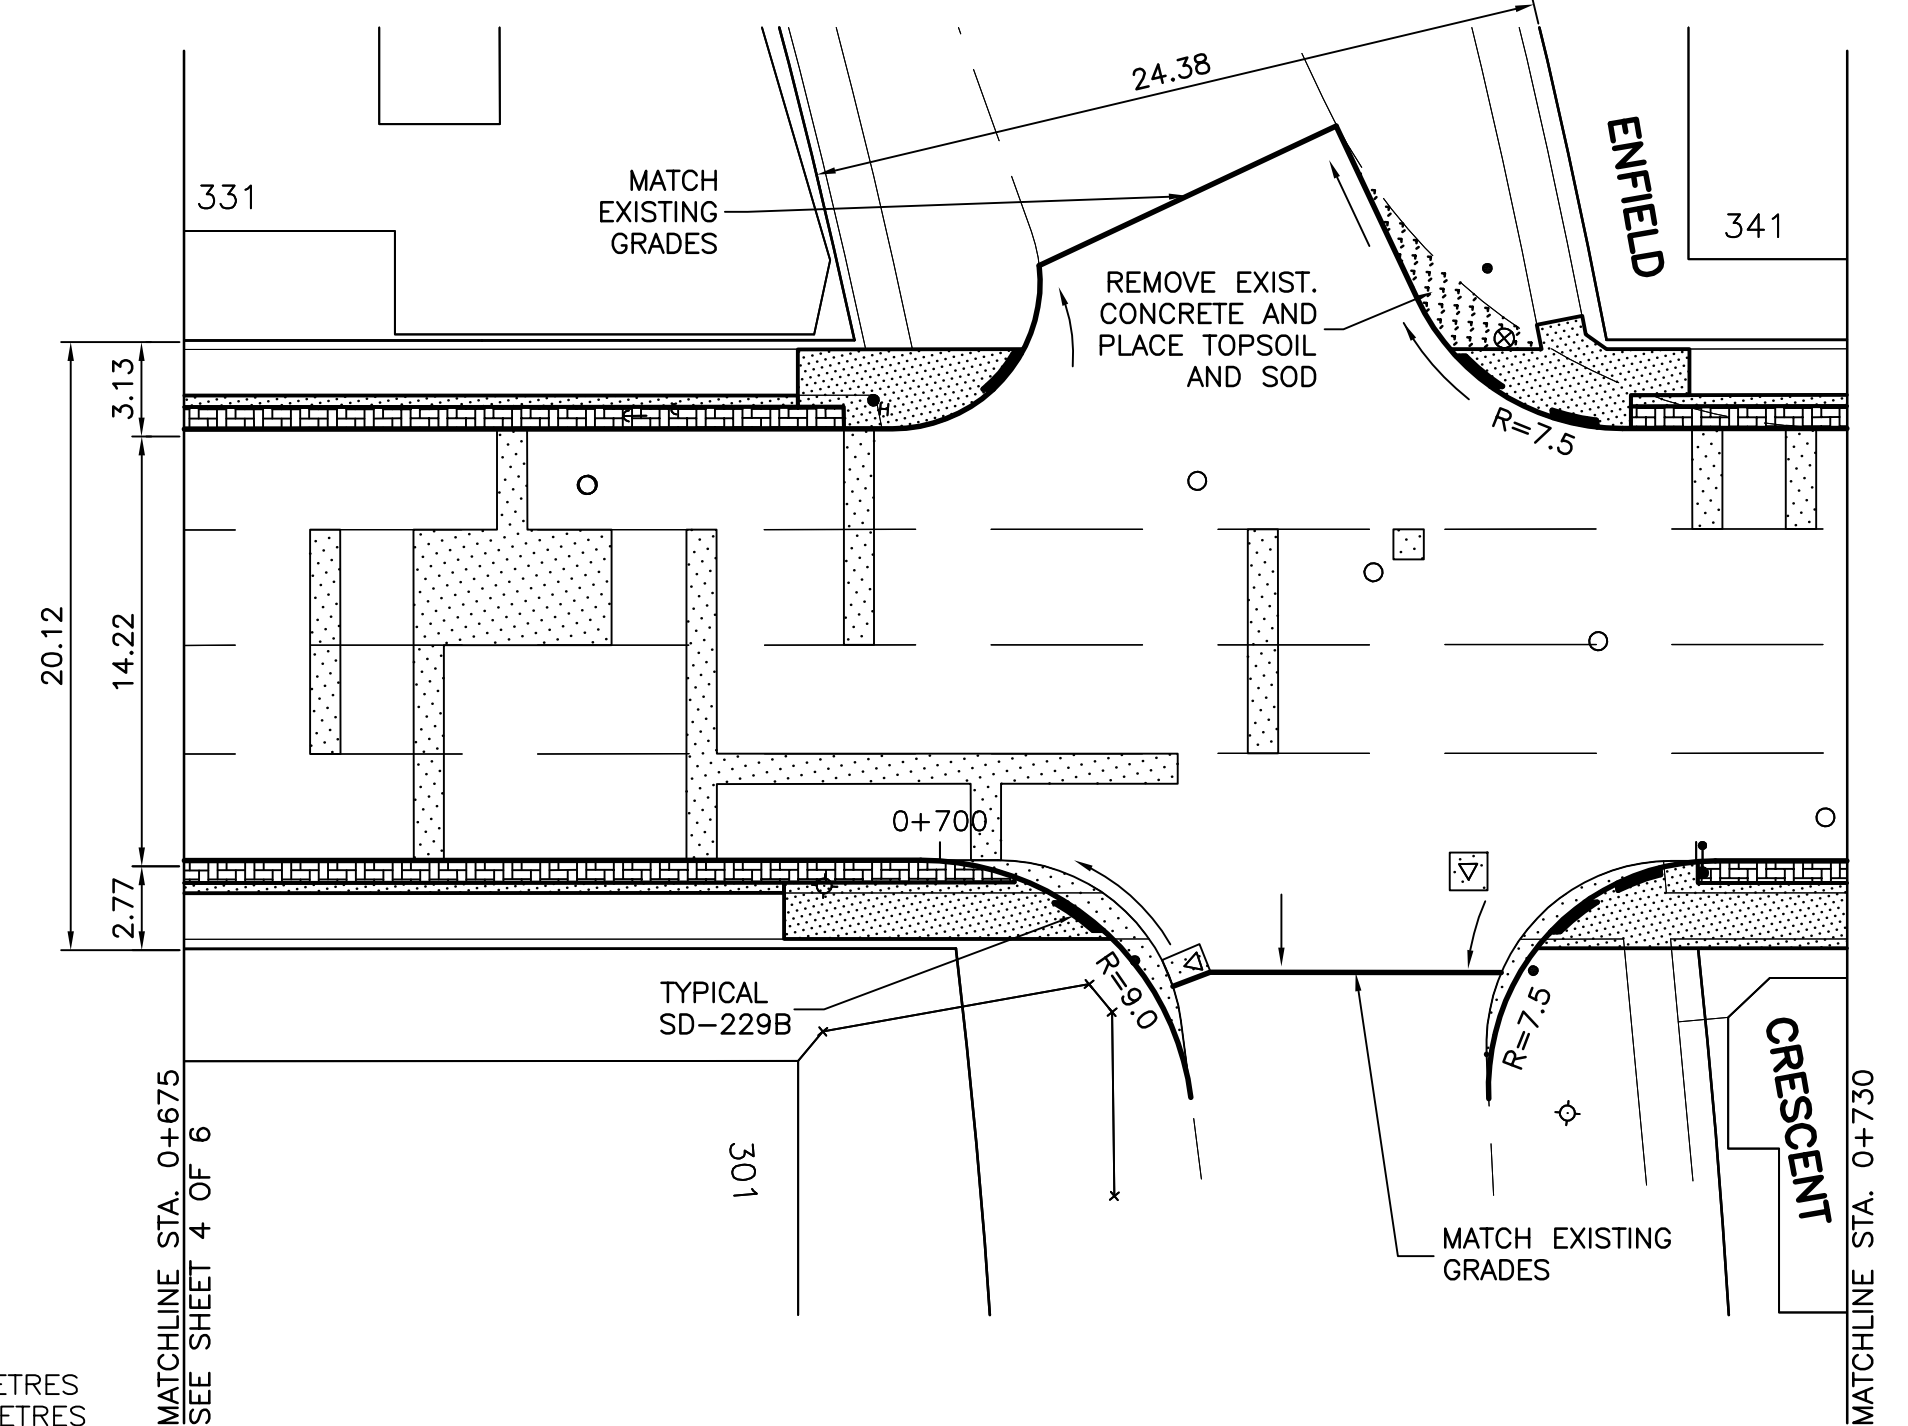 24.38
ENFIELD
MATCH
EXISTING
GRADES
331
341
REMOVE EXIST.
CONCRETE AND
PLACE TOPSOIL
AND SOD
3.13
H
R=7.5
20.12
14.22
0+700
2.77
TYPICAL
SD-229B
R=9.0
R=7.5
CRESCENT
301
MATCH EXISTING
GRADES
MATCHLINE STA. 0+675
SEE SHEET 4 OF 6
MATCHLINE STA. 0+730
ETRES
ETRES